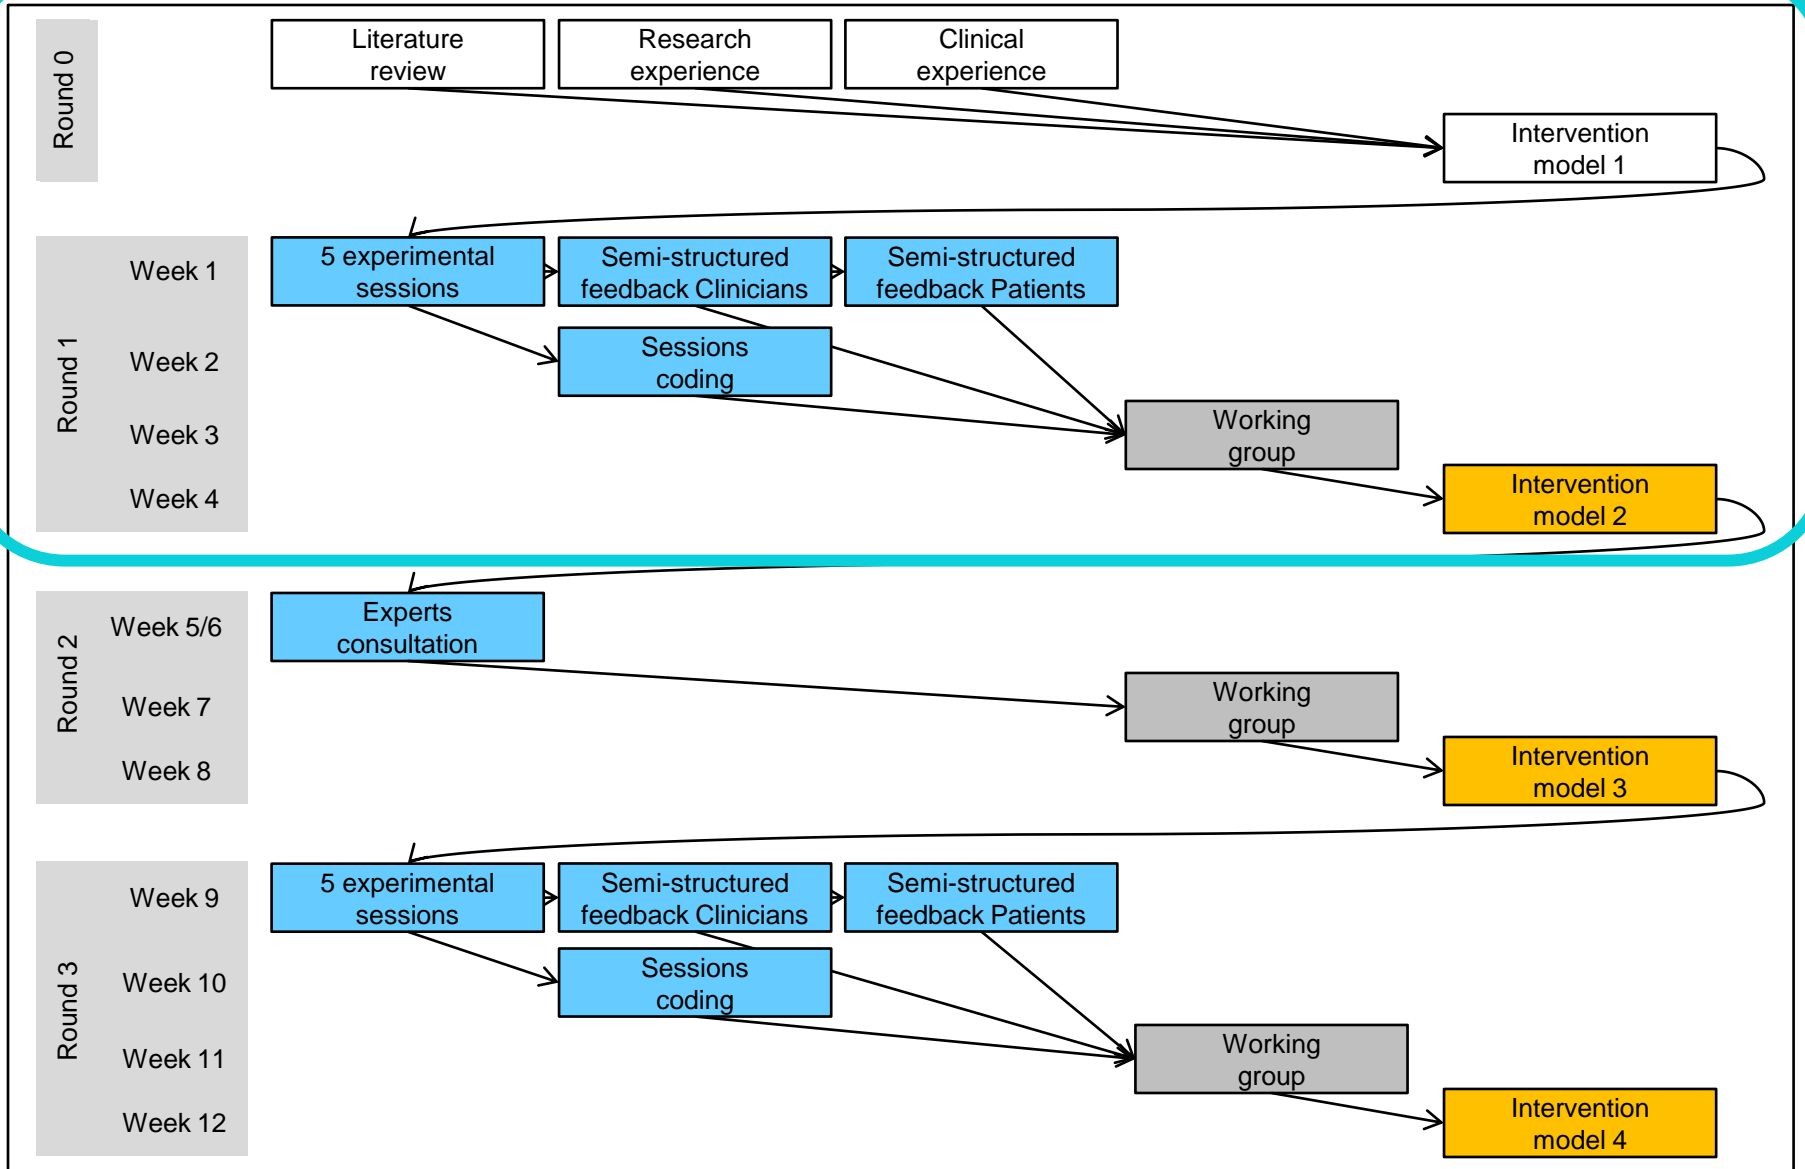 Round 0
Literature
review
Research
experience
Clinical
experience
Intervention
model 1
Round 1
Week 1
5 experimental
sessions
Semi-structured
feedback Clinicians
Semi-structured
feedback Patients
Week 2
Sessions
coding
Week 3
Working
group
Week 4
Intervention
model 2
Round 2
Week 5/6
Experts
consultation
Week 7
Working
group
Week 8
Intervention
model 3
Round 3
Week 9
5 experimental
sessions
Semi-structured
feedback Clinicians
Semi-structured
feedback Patients
Week 10
Sessions
coding
Week 11
Working
group
Week 12
Intervention
model 4